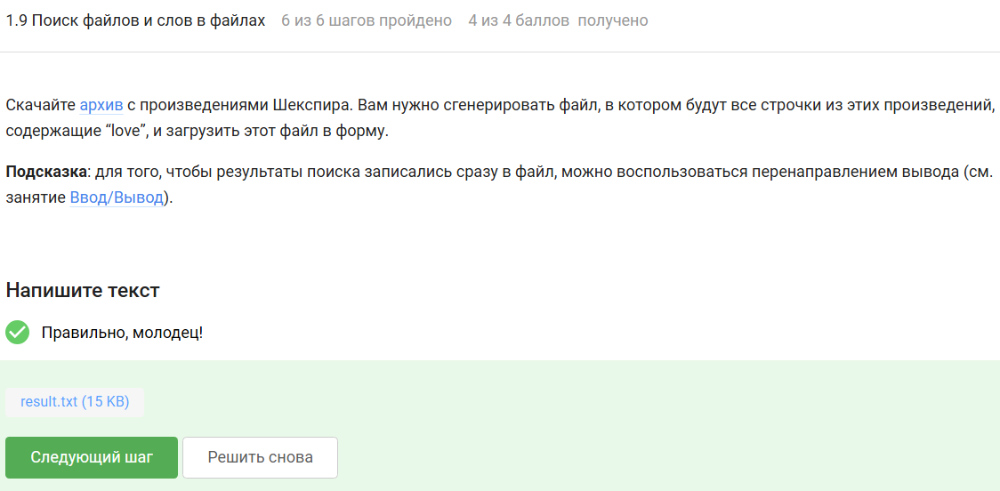 1.9 Поиск файлов и слов в файлах 6 из 6 шагов пройдено 4 из 4 баллов получено
Скачайте архив с произведениями Шекспира. Вам нужно сгенерировать файл, в котором будут все строчки из этих произведений,
содержащие “love”, и загрузить этот файл в форму.
Подсказка: для того, чтобы результаты поиска записались сразу в файл, можно воспользоваться перенаправлением вывода (см.
занятие Ввод/Вывод).
Напишите текст
Правильно, молодец!
result.txt (15 KB)
Следующий шаг Решить снова